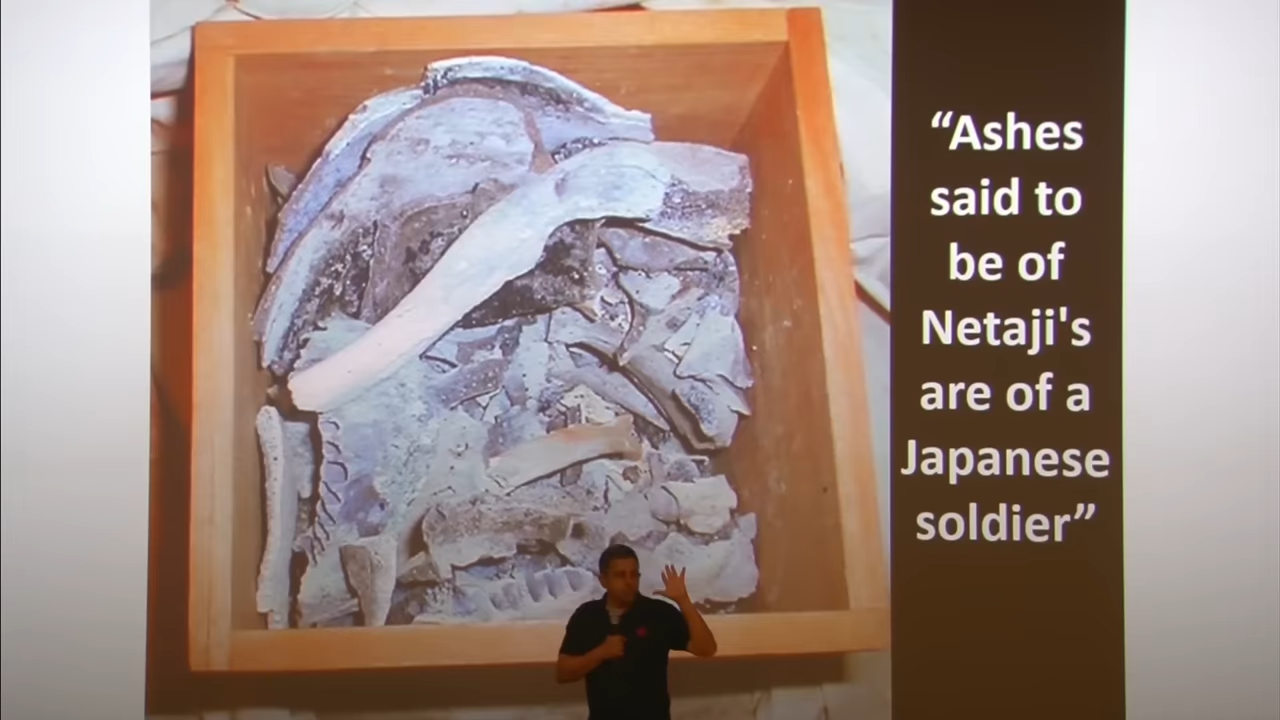 “Ashes
said to
be of
Netaji's
are of a
Japanese
soldier”